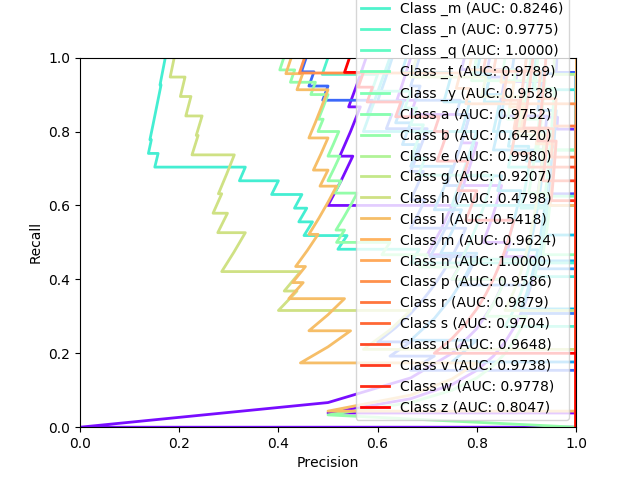 Class _m (AUC: 0.8246)
Class _n (AUC: 0.9775)
Class _q (AUC: 1.0000)
Class _t (AUC: 0.9789)
Class _y (AUC: 0.9528)
Class a (AUC: 0.9752)
Class b (AUC: 0.6420)
Class e (AUC: 0.9980)
Class g (AUC: 0.9207)
Class h (AUC: 0.4798)
Class l (AUC: 0.5418)
Class m (AUC: 0.9624)
Class n (AUC: 1.0000)
Class p (AUC: 0.9586)
Class r (AUC: 0.9879)
Class s (AUC: 0.9704)
Class u (AUC: 0.9648)
Class v (AUC: 0.9738)
Class w (AUC: 0.9778)
Class z (AUC: 0.8047)
1.0
0.8
0.6
0.4
0.2
0.0
Recall
0.0 0.2 0.4 0.6 0.8 1.0
Precision